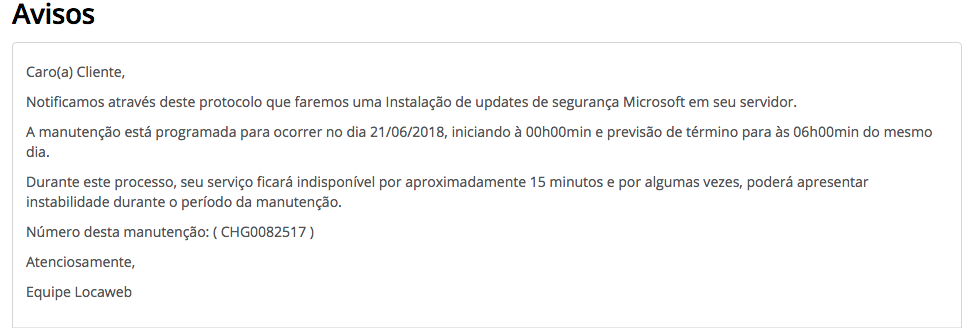 Avisos
Caro(a) Cliente,
Notificamos através deste protocolo que faremos uma Instalação de updates de segurança Microsoft em seu servidor.
A manutenção está programada para ocorrer no dia 21/06/2018, iniciando à 00h00min e previsão de término para às 06h00min do mesmo
dia.
Durante este processo, seu serviço ficará indisponível por aproximadamente 15 minutos e por algumas vezes, poderá apresentar
instabilidade durante o período da manutenção.
Número desta manutenção: ( CHG0082517 )
Atenciosamente,
Equipe Locaweb